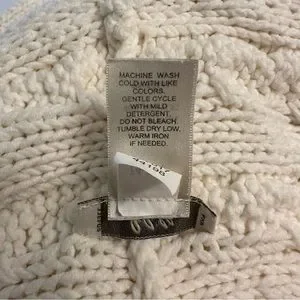 MACHINE WASH
COLD WITH LIKE
COLORS.
GENTLE CYCLE
WITH MILD
DETERGENT.
DO NOT BLEACH.
TUMBLE DRY LOW,
WARM IRON
IF NEEDED.
44196